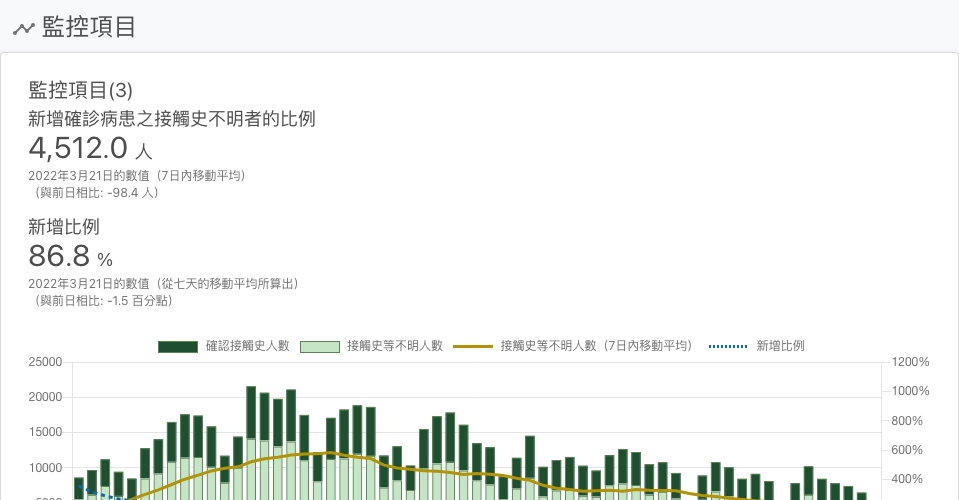 監控項目
監控項目(3)
新增確診病患之接觸史不明者的比例
4,512.0 人
2022年3月21日的數值（7日內移動平均）
（與前日相比: -98.4 人）
新增比例
86.8 %
2022年3月21日的數值（從七天的移動平均所算出）
（與前日相比: -1.5 百分點）
確認接觸史人數 接觸史等不明人數 接觸史等不明人數（7日內移動平均） 新增比例
25000 1200%
1000%
20000
800%
15000
600%
10000
400%